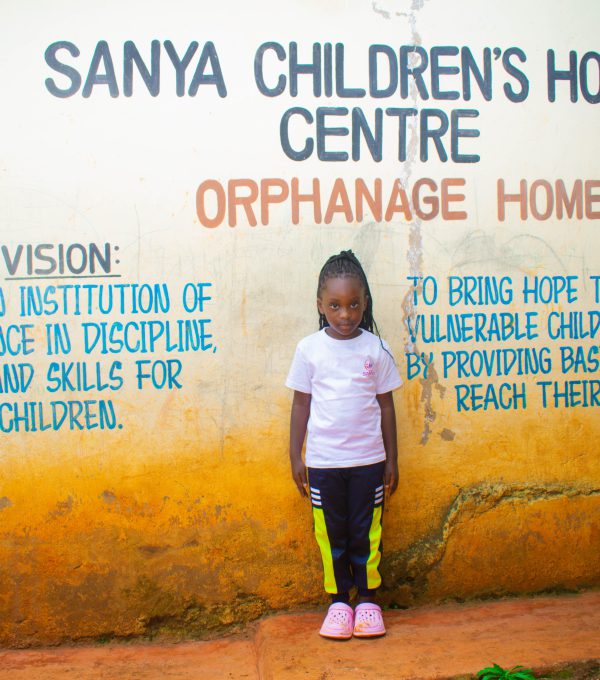 SANYA CHILDREN'S HO
CENTRE
ORPHANAGE HOME
VISION:
N INSTITUTION OF
NCE IN DISCIPLINE,
AND SKILLS FOR
CHILDREN.
TO BRING HOPE T
VULNERABLE CHILD
BY PROVIDING BAS
REACH THEIR